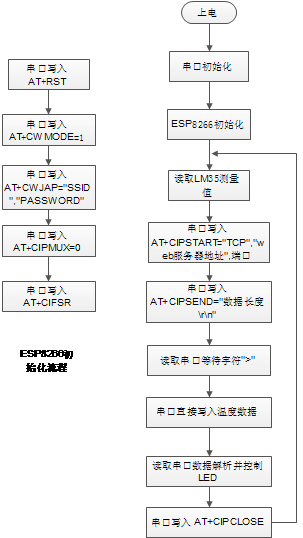 串口写入
AT+RST
串口写入
AT+CWMODE=1
串口写入
AT+CWJAP="SSID
","PASSWORD"
串口写入
AT+CIPMUX=0
串口写入
AT+CIFSR
ESP8266初
始化流程
上电
串口初始化
ESP8266初始化
读取LM35测量
值
串口写入
AT+CIPSTART="TCP","w
eb服务器地址",端口
串口写入
AT+CIPSEND="数据长度
\r\n"
读取串口等待字符">"
串口直接写入温度数据
读取串口数据解析并控制
LED
串口写入 AT+CIPCLOSE